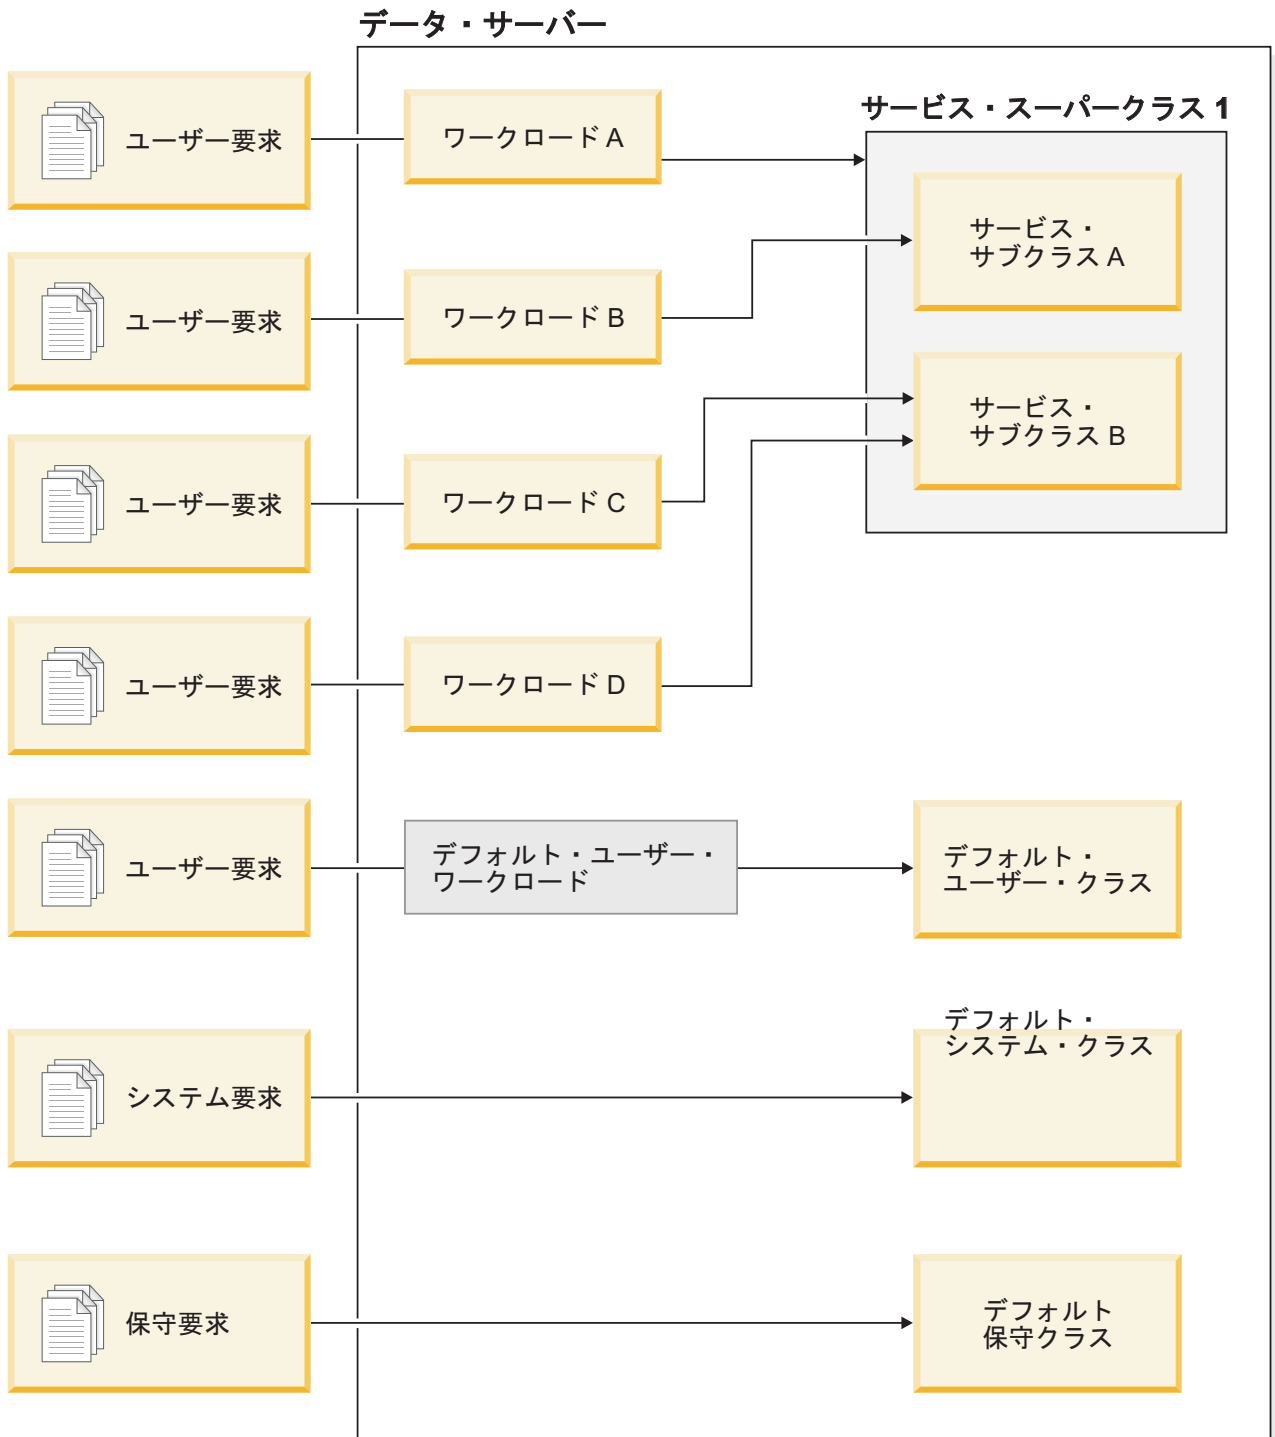 データ・サーバー
サービス・スーパークラス 1
ユーザー要求
ワークロード A
サービス・
サブクラス A
ユーザー要求
ワークロード B
サービス・
サブクラス B
ユーザー要求
ワークロード C
ユーザー要求
ワークロード D
ユーザー要求
デフォルト・ユーザー・
ワークロード
デフォルト・
ユーザー・クラス
システム要求
デフォルト・
システム・クラス
保守要求
デフォルト
保守クラス